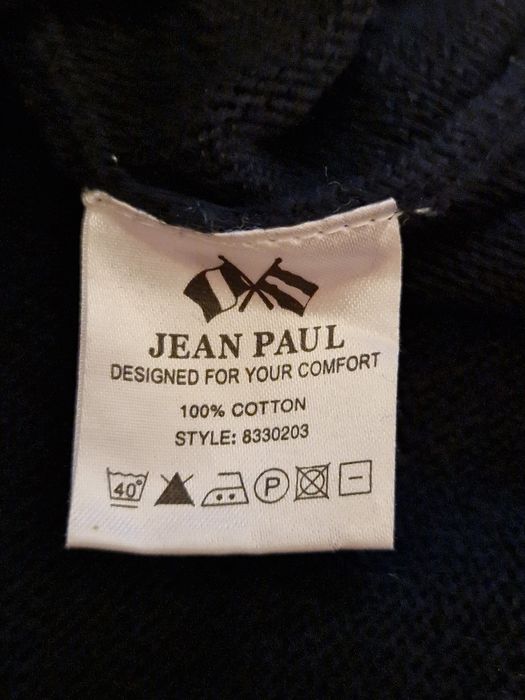 JEAN PAUL
DESIGNED FOR YOUR COMFORT
100% COTTON
STYLE: 8330203
40° P